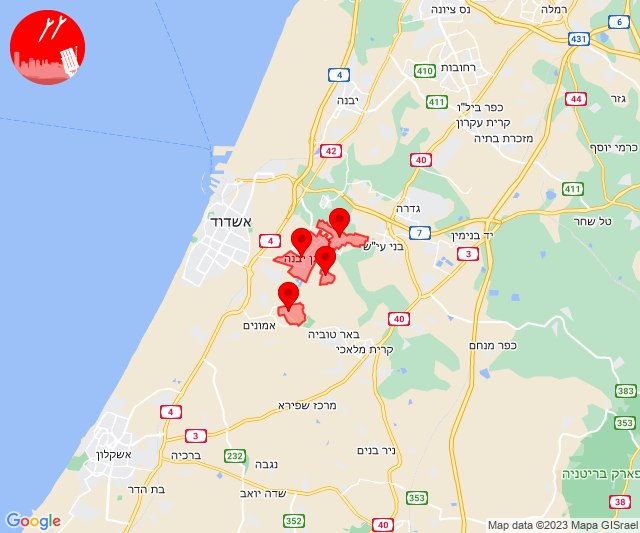 נס ציונה
רמלה
6
431
4
410
רחובות
44
גזר
411
יבנה
כפר ביל"ו
קרית עקרון
מזכרת בתיה
כרמי יוסף
42
40
411
גדרה
טל שחר
אשדוד
7
יד בנימין
4
בני עי"ש
3
יבנה
40
אמונים
באר טוביה
קרית מלאכי
כפר מנחם
383
מרכז שפירא
4
353
3
אשקלון
ברכיה
232
נגבה
ניר בנים
פארק בריטניה
בת הדר
שדה יואב
353
38
352
40
Google
Map data ©2023 Mapa GISrael